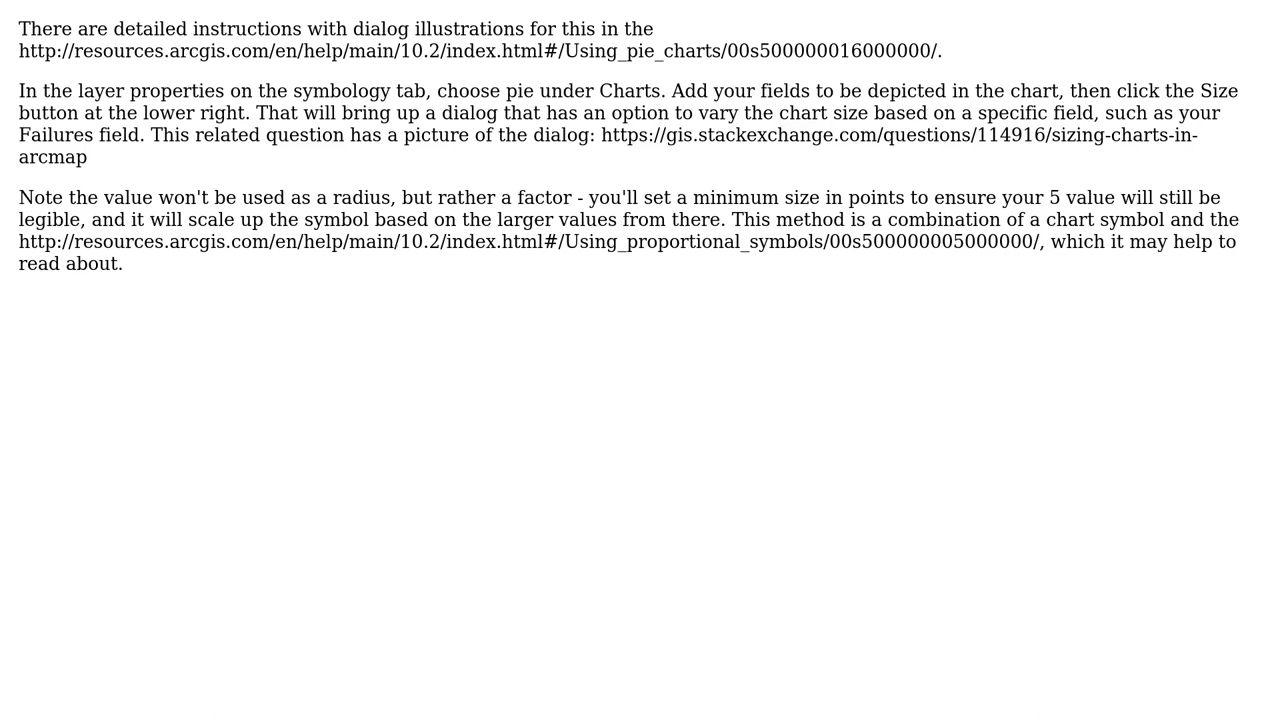 There are detailed instructions with dialog illustrations for this in the
http://resources.arcgis.com/en/help/main/10.2/index.html#/Using_pie_charts/00s500000016000000/.
In the layer properties on the symbology tab, choose pie under Charts. Add your fields to be depicted in the chart, then click the Size
button at the lower right. That will bring up a dialog that has an option to vary the chart size based on a specific field, such as your
Failures field. This related question has a picture of the dialog: https://gis.stackexchange.com/questions/114916/sizing-charts-in-
arcmap
Note the value won't be used as a radius, but rather a factor - you'll set a minimum size in points to ensure your 5 value will still be
legible, and it will scale up the symbol based on the larger values from there. This method is a combination of a chart symbol and the
http://resources.arcgis.com/en/help/main/10.2/index.html#/Using_proportional_symbols/00s500000005000000/, which it may help to
read about.